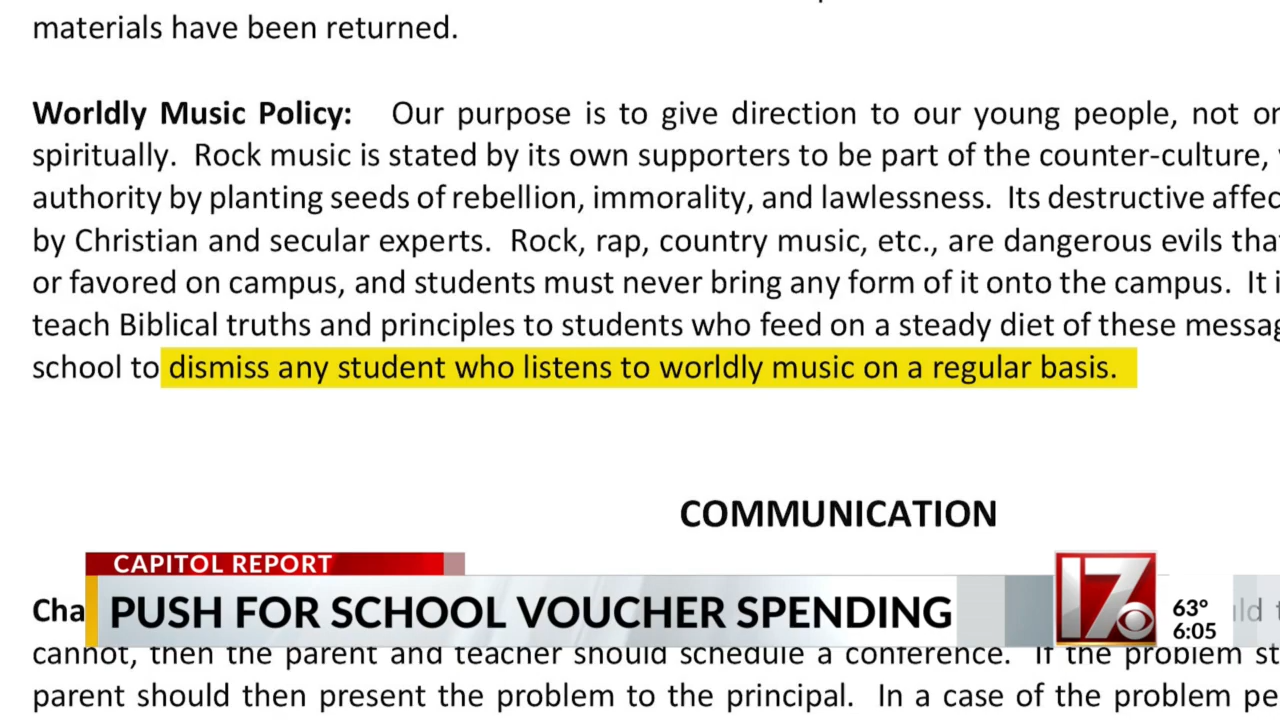 materials have been returned.
Worldly Music Policy: Our purpose is to give direction to our young people, not
spiritually. Rock music is stated by its own supporters to be part of the counter-culture,
authority by planting seeds of rebellion, immorality, and lawlessness. Its destructive
by Christian and secular experts. Rock, rap, country music, etc., are dangerous evils
or favored on campus, and students must never bring any form of it onto the campus. It
teach Biblical truths and principles to students who feed on a steady diet of these
school to dismiss any student who listens to worldly music on a regular basis.
COMMUNICATION
CAPITOL REPORT
PUSH FOR SCHOOL VOUCHER SPENDING
17
63°
6:05
cannot, then the parent and teacher should schedule a conference. If the problem
parent should then present the problem to the principal. In a case of the problem